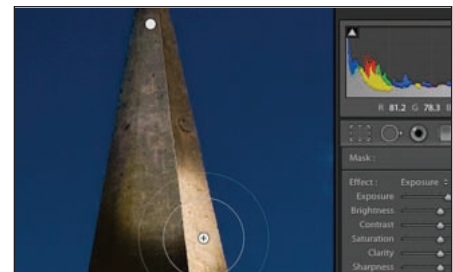 R 81.2 G 78.3 B
Mask :
Effect : Exposure
Exposure
Brightness
Contrast
Saturation
Clarity
Sharpness